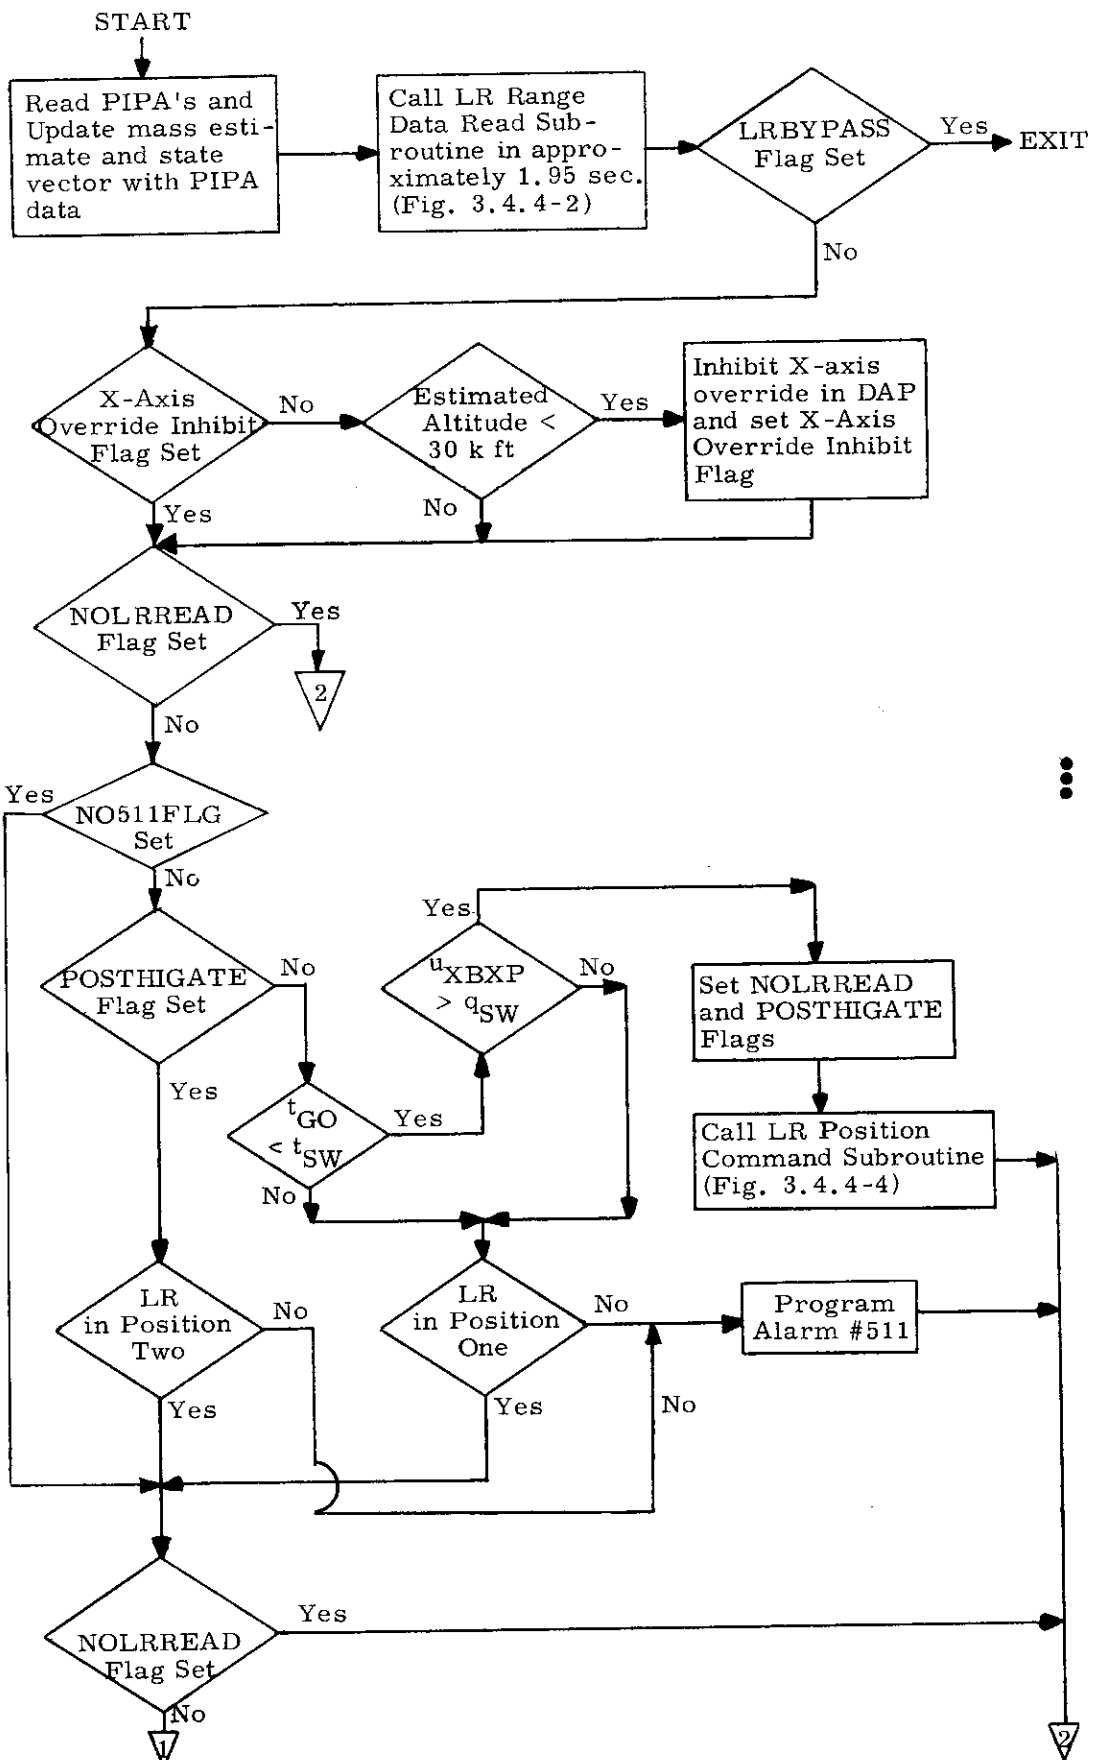 START
Read PIPA's and
Update mass esti-
mate and state
vector with PIPA
data
Call LR Range
Data Read Sub-
routine in appro-
ximately 1.95 sec.
(Fig. 3.4.4-2)
LRBYPASS
Flag Set
Yes
EXIT
No
X-Axis
Override Inhibit
Flag Set
No
Estimated
Altitude <
30 k ft
Yes
Inhibit X-axis
override in DAP
and set X-Axis
Override Inhibit
Flag
Yes
No
NOLRREAD
Flag Set
Yes
2
No
Yes
NO511FLG
Set
No
POSTHIGATE
Flag Set
No
Yes
uXBXP
> qSW
No
Set NOLRREAD
and POSTHIGATE
Flags
Yes
tGO
< tSW
Yes
No
Call LR Position
Command Subroutine
(Fig. 3.4.4-4)
LR
in Position
Two
No
LR
in Position
One
No
Program
Alarm #511
Yes
Yes
No
NOLRREAD
Flag Set
Yes
No
1
2